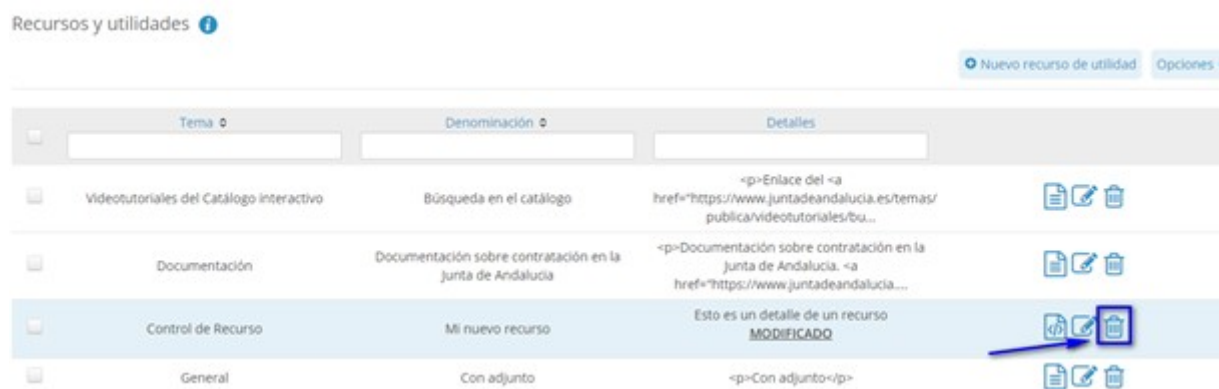 Recursos y utilidades
Nuevo recurso de utilidad Opciones
Tema Denominación Detalles
Videotutoriales del Catálogo interactivo
Búsqueda en el catálogo
<p>Enlace del <a
href="https://www.juntadeandalucia.es/temas/
publica/videotutoriales/bu...
Documentación
Documentación sobre contratación en la
Junta de Andalucia
<p>Documentación sobre contratación en la
Junta de Andalucia. <a
href="https://www.juntadeandalucia....
Control de Recurso
Mi nuevo recurso
Esto es un detalle de un recurso
MODIFICADO
General
Con adjunto
<p>Con adjunto</p>